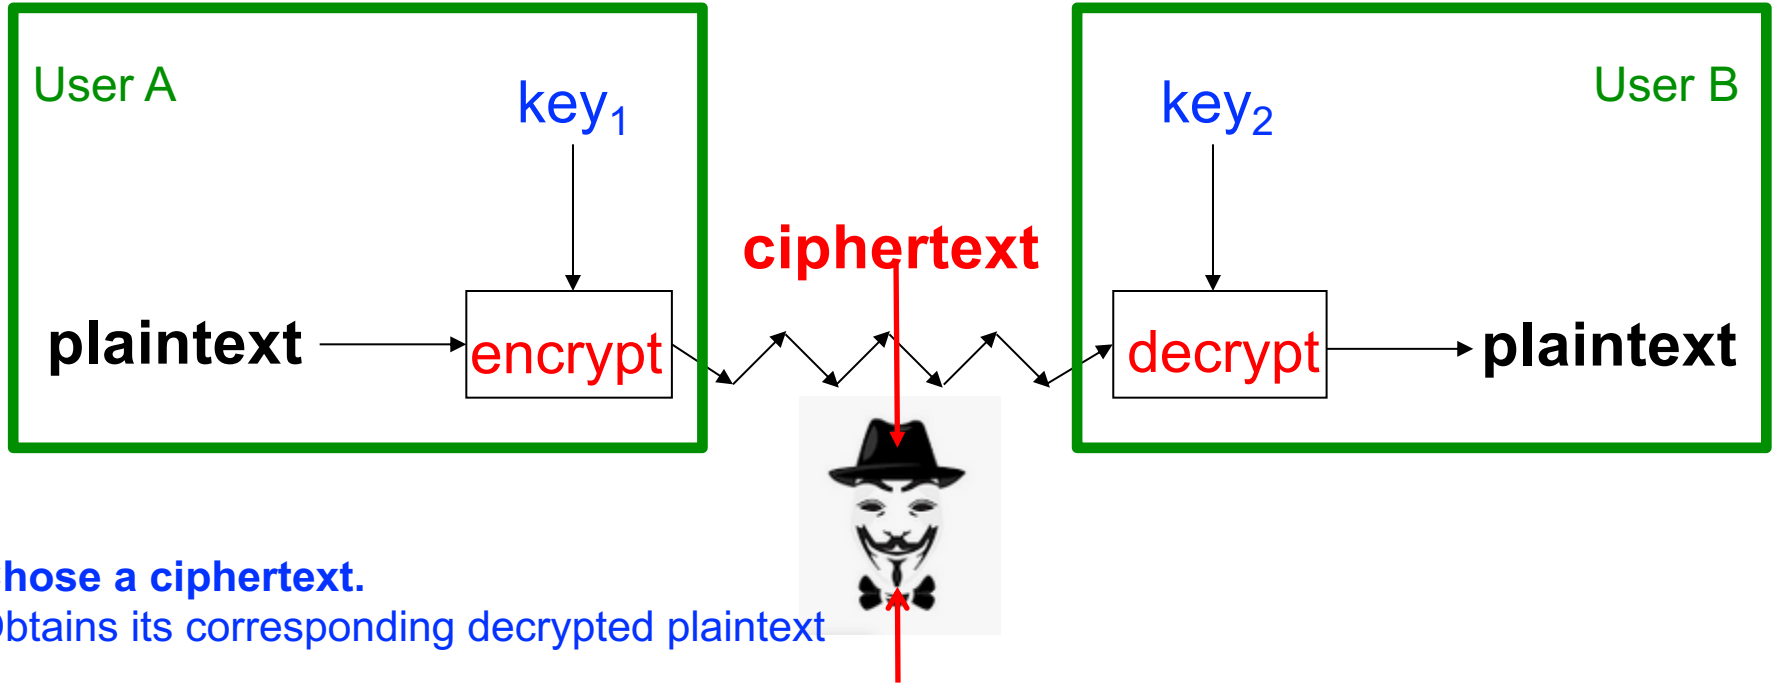 User A
key₁
User B
key₂
ciphertext
plaintext
encrypt
decrypt
plaintext
hose a ciphertext.
btains its corresponding decrypted plaintext